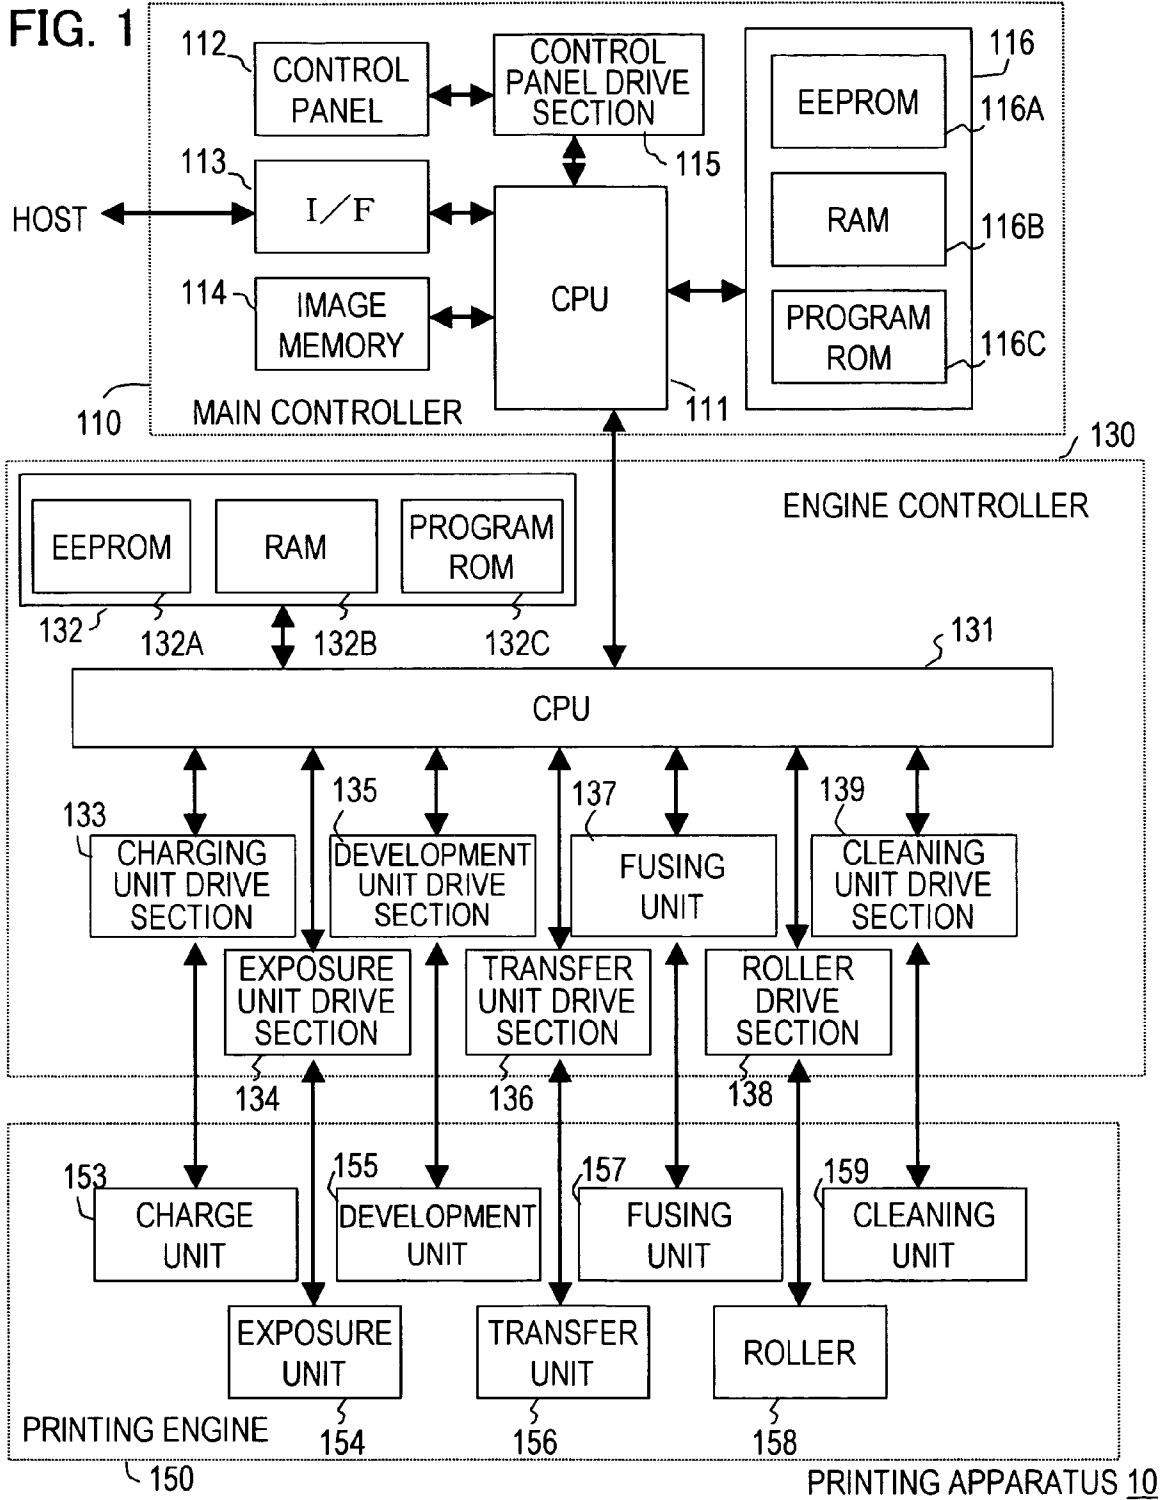 FIG. 1
112
CONTROL
PANEL
CONTROL
PANEL DRIVE
SECTION
115
116
EEPROM
116A
113
I/F
HOST
RAM
116B
114
IMAGE
MEMORY
CPU
111
PROGRAM
ROM
116C
110
MAIN CONTROLLER
130
ENGINE CONTROLLER
EEPROM
RAM
PROGRAM
ROM
132
132A
132B
132C
131
CPU
133
CHARGING
UNIT DRIVE
SECTION
135
DEVELOPMENT
UNIT DRIVE
SECTION
137
FUSING
UNIT
139
CLEANING
UNIT DRIVE
SECTION
EXPOSURE
UNIT DRIVE
SECTION
134
TRANSFER
UNIT DRIVE
SECTION
136
ROLLER
DRIVE
SECTION
138
153
CHARGE
UNIT
155
DEVELOPMENT
UNIT
157
FUSING
UNIT
159
CLEANING
UNIT
EXPOSURE
UNIT
154
TRANSFER
UNIT
156
ROLLER
158
PRINTING ENGINE
150
PRINTING APPARATUS 10